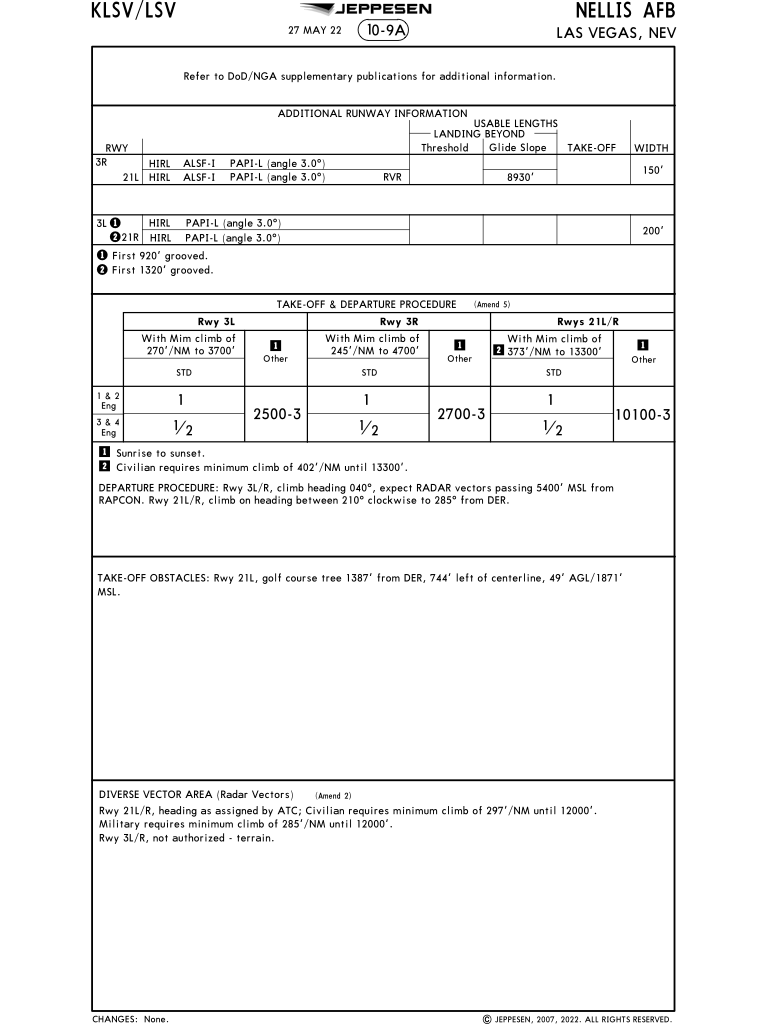 KLSV/LSV JEPPESEN NELLIS AFB
27 MAY 22 10-9A LAS VEGAS, NEV
Refer to DoD/NGA supplementary publications for additional information.
ADDITIONAL RUNWAY INFORMATION
USABLE LENGTHS
LANDING BEYOND
RWY Threshold Glide Slope TAKE-OFF WIDTH
3R HIRL ALSF-I PAPI-L (angle 3.0°)
150'
21L HIRL ALSF-I PAPI-L (angle 3.0°) RVR 8930'
3L 1 HIRL PAPI-L (angle 3.0°)
200'
2 21R HIRL PAPI-L (angle 3.0°)
1 First 920' grooved.
2 First 1320' grooved.
TAKE-OFF & DEPARTURE PROCEDURE (Amend 5)
Rwy 3L Rwy 3R Rwys 21L/R
With Mim climb of With Mim climb of With Mim climb of
270'/NM to 3700' 1 245'/NM to 4700' 1 2 373'/NM to 13300' 1
Other Other Other
STD STD STD
1 & 2
Eng 1 1 1
2500-3 2700-3 10100-3
3 & 4
Eng 1/2 1/2 1/2
1 Sunrise to sunset.
2 Civilian requires minimum climb of 402'/NM until 13300'.
DEPARTURE PROCEDURE: Rwy 3L/R, climb heading 040°, expect RADAR vectors passing 5400' MSL from
RAPCON. Rwy 21L/R, climb on heading between 210° clockwise to 285° from DER.
TAKE-OFF OBSTACLES: Rwy 21L, golf course tree 1387' from DER, 744' left of centerline, 49' AGL/1871'
MSL.
DIVERSE VECTOR AREA (Radar Vectors) (Amend 2)
Rwy 21L/R, heading as assigned by ATC; Civilian requires minimum climb of 297'/NM until 12000'.
Military requires minimum climb of 285'/NM until 12000'.
Rwy 3L/R, not authorized - terrain.
CHANGES: None. © JEPPESEN, 2007, 2022. ALL RIGHTS RESERVED.